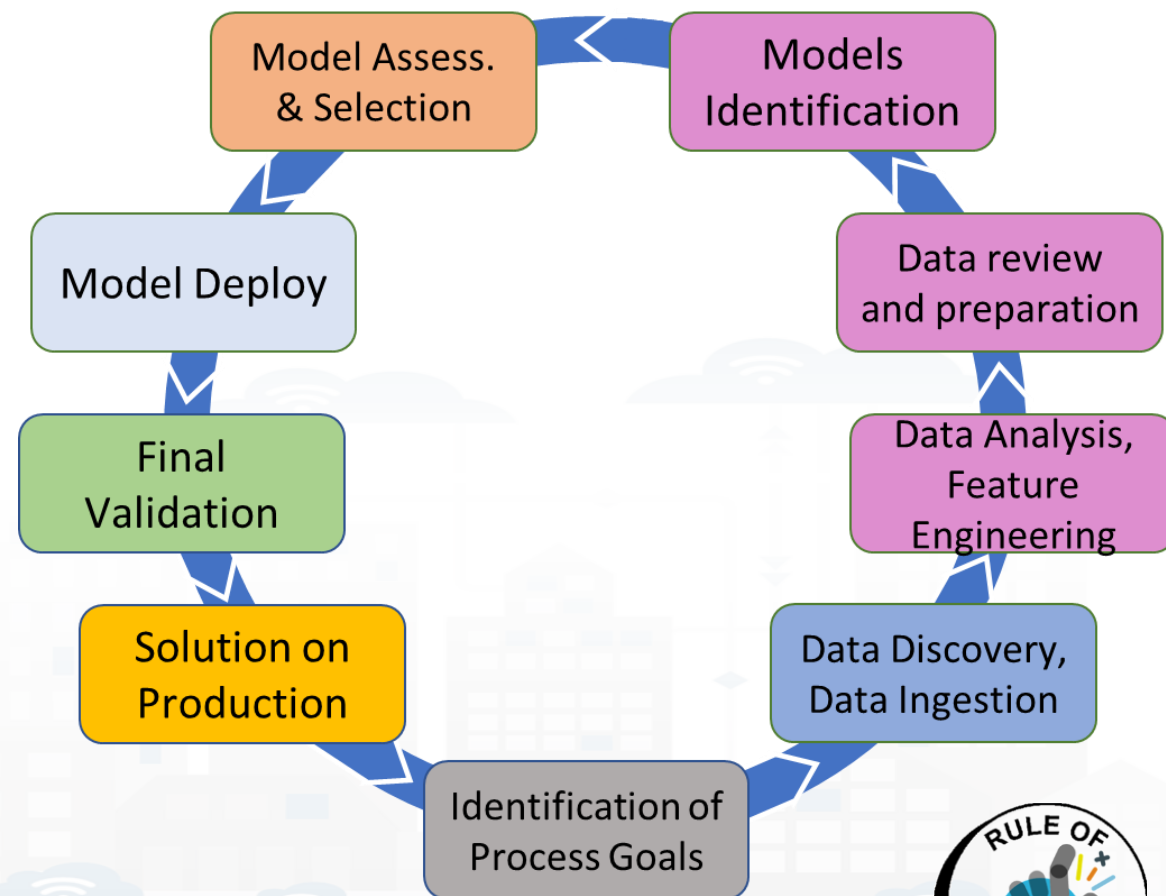 Model Assess.
& Selection
Models
Identification
Model Deploy
Data review
and preparation
Final
Validation
Data Analysis,
Feature
Engineering
Solution on
Production
Data Discovery,
Data Ingestion
Identification of
Process Goals
RULE OF